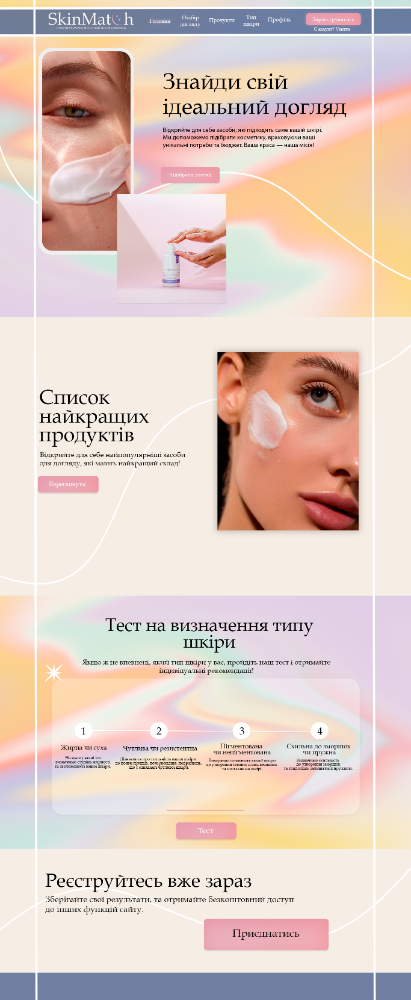 SkinMatch
CARE THAT SPEAKS THE LANGUAGE OF YOUR SKIN
Головна
Підбір
догляду
Продукти
Тип
шкіри
Профіль
Зареєструватись
Є акаунт? Увійти
Знайди свій
ідеальний догляд
Відкрийте для себе засоби, які підходять саме вашій шкірі.
Ми допоможемо підібрати косметику, враховуючи ваші
унікальні потреби та бюджет. Ваша краса — наша місія!
Підібрати догляд
Список
найкращих
продуктів
Відкрийте для себе найпопулярніші засоби
для догляду, які мають найкращий склад!
Переглянути
Тест на визначення типу
шкіри
Якщо ж не впевнені, який тип шкіри у вас, пройдіть наш тест і отримайте
індивідуальні рекомендації!
1
Жирна чи суха
На цьому етапі ми
визначимо ступінь жирності
та зволоженості вашої шкіри.
2
Чутлива чи резистентна
Дізнаємося про схильність вашої шкіри
до появи прищів, почервоніння, подразнень,
що є ознаками чутливої шкіри.
3
Пігментована
чи непігментована
Виміряємо схильність вашої шкіри
до утворення темних плям, веснянок
та постакне на шкірі.
4
Схильна до зморшок
чи пружна
Визначимо схильність
до утворення зморшок
та тенденцію залишатися пружною.
Тест
Реєструйтесь вже зараз
Зберігайте свої результати, та отримайте безкоштовний доступ
до інших функцій сайту.
Приєднатись